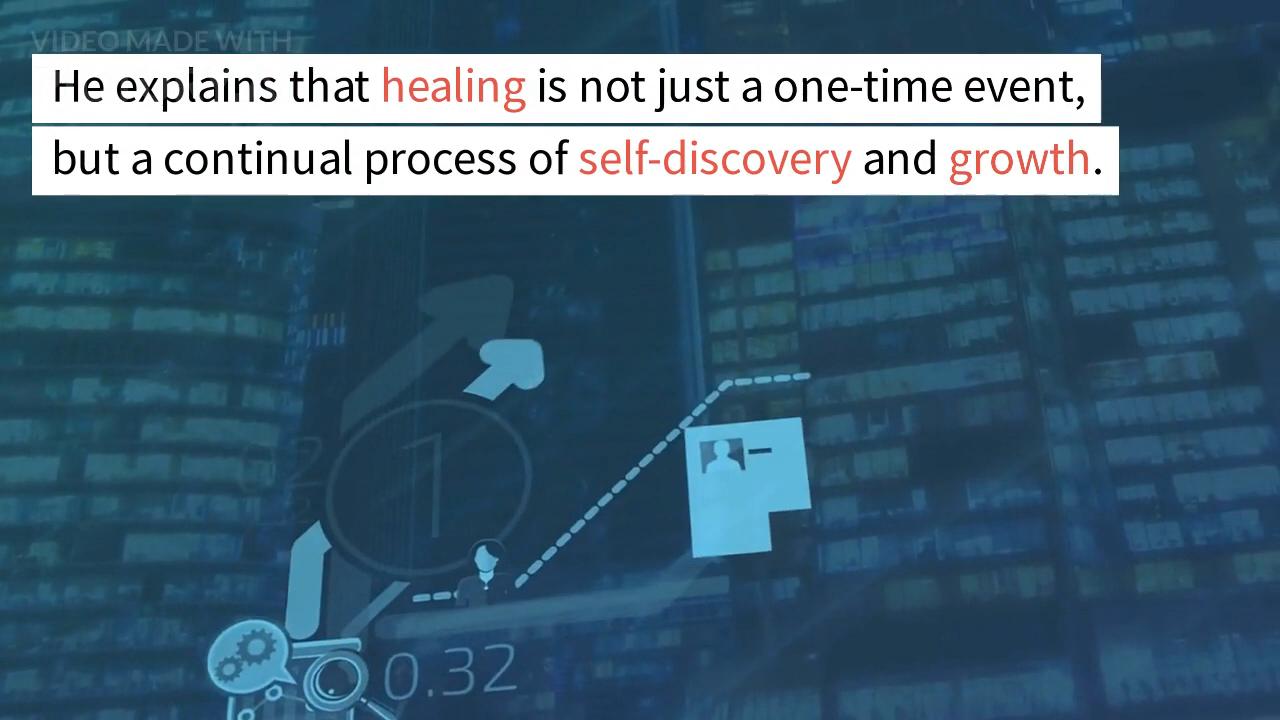 VIDEO MADE WITH
He explains that healing is not just a one-time event,
but a continual process of self-discovery and growth.
1
0.32